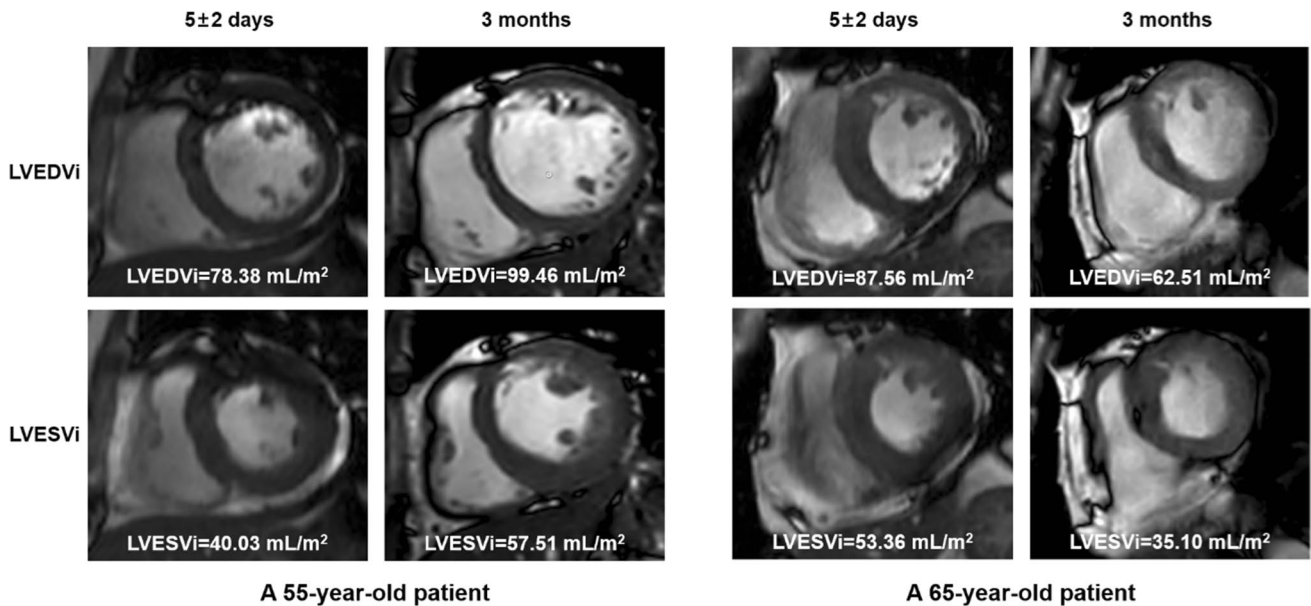 5±2 days 3 months 5±2 days 3 months
LVEDVi
LVEDVi=78.38 mL/m² LVEDVi=99.46 mL/m² LVEDVi=87.56 mL/m² LVEDVi=62.51 mL/m²
LVESVi
LVESVi=40.03 mL/m² LVESVi=57.51 mL/m² LVESVi=53.36 mL/m² LVESVi=35.10 mL/m²
A 55-year-old patient A 65-year-old patient